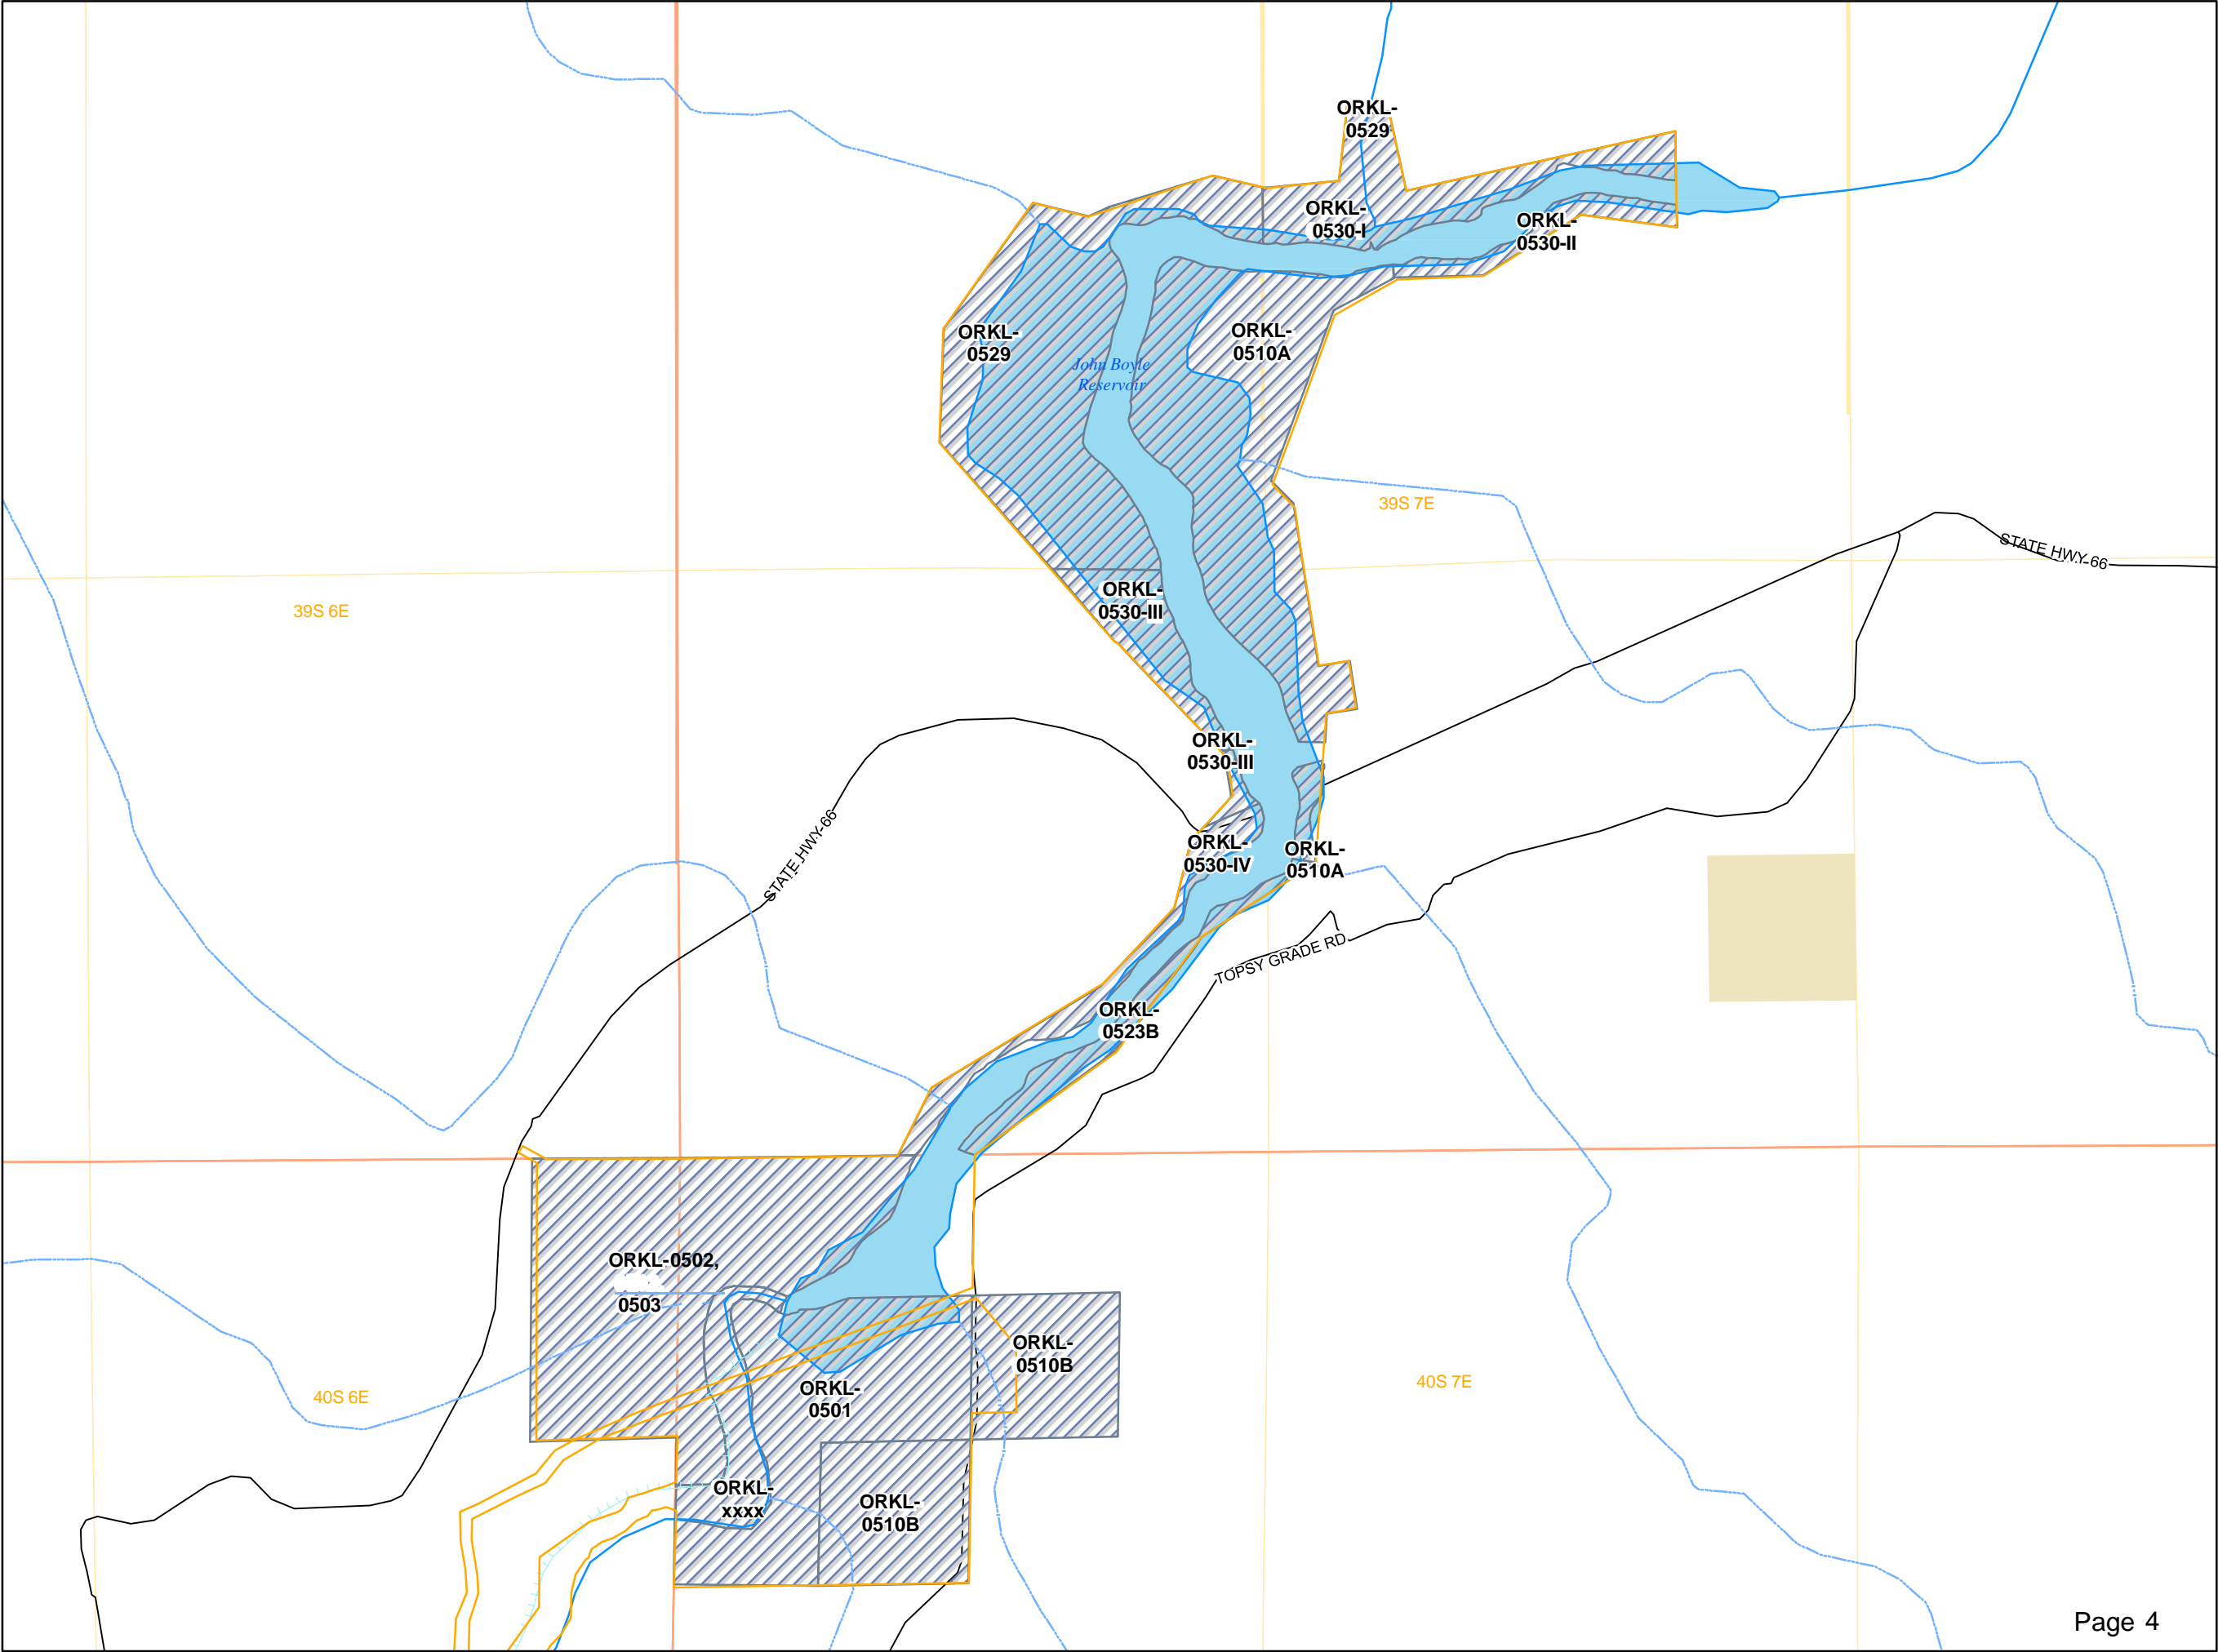 ORKL-
0529
ORKL-
0530-I
ORKL-
0530-II
ORKL-
0529
ORKL-
0510A
John Boyle
Reservoir
39S 7E
STATE HWY 66
39S 6E
ORKL-
0530-III
ORKL-
0530-III
STATE HWY 66
ORKL-
0530-IV
ORKL-
0510A
TOPSY GRADE RD
ORKL-
0523B
ORKL-0502,
0503
ORKL-
0510B
40S 6E
40S 7E
ORKL-
0501
ORKL-
xxxx
ORKL-
0510B
Page 4